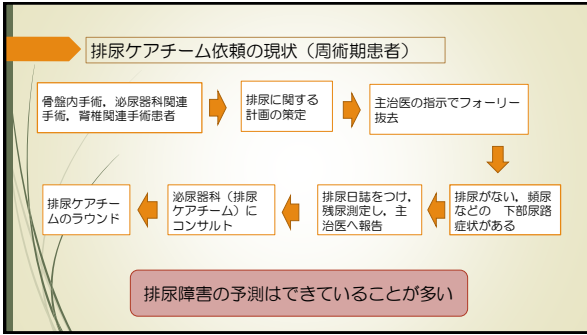 排尿ケアチーム依頼の現状（周術期患者）
骨盤内手術，泌尿器科関連
手術，脊椎関連手術患者
排尿に関する
計画の策定
主治医の指示でフォーリー
抜去
排尿がない，頻尿
などの　下部尿路
症状がある
排尿日誌をつけ，
残尿測定し，主
治医へ報告
泌尿器科（排尿
ケアチーム）に
コンサルト
排尿ケアチー
ムのラウンド
排尿障害の予測はできていることが多い